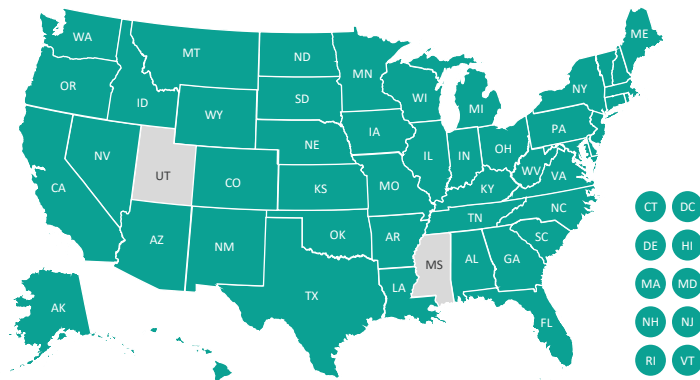 WA
MT
ND
ME
MN
OR
ID
SD
WI
MI
NY
WY
IA
PA
NE
NV
UT
CO
IL
IN
OH
WV
VA
CA
KS
MO
KY
NC
TN
AZ
NM
OK
AR
SC
MS
AL
GA
LA
TX
FL
AK
CT DC
DE HI
MA MD
NH NJ
RI VT